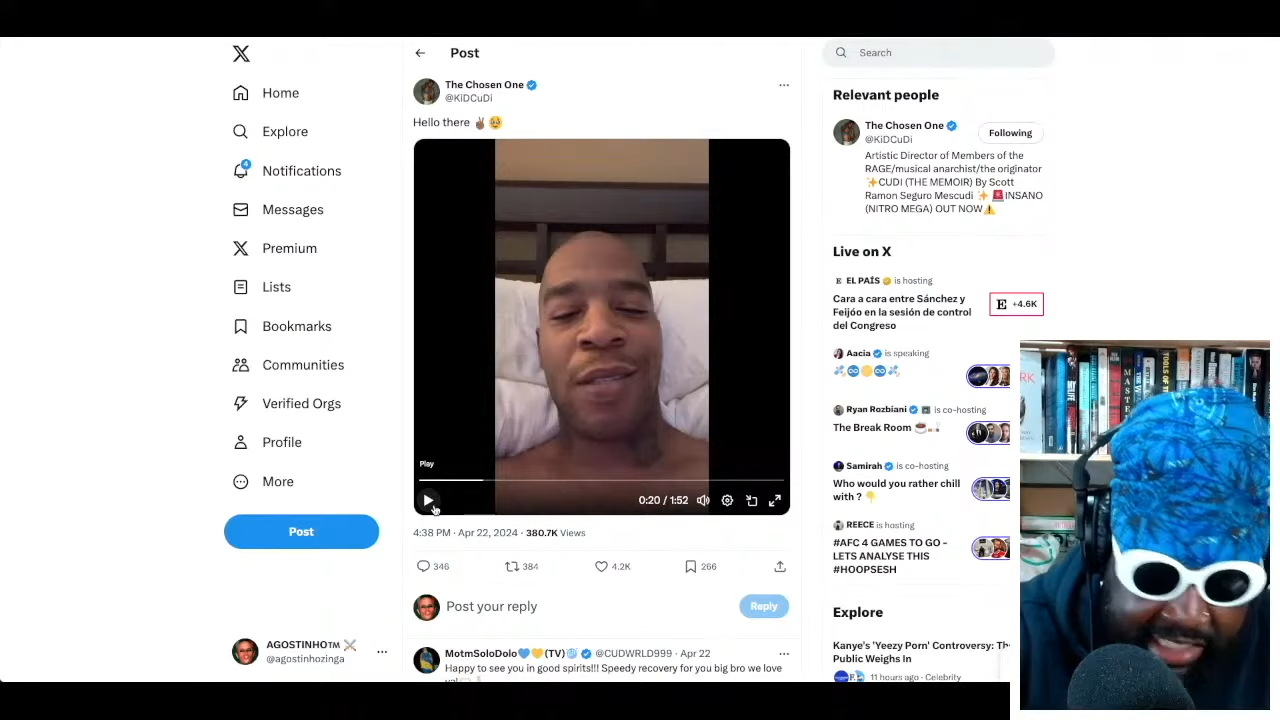 Home
Explore
4
Notifications
Messages
Premium
Lists
Bookmarks
Communities
Verified Orgs
Profile
More
Post
AGOSTINHO™
@agostinhozinga
Post
The Chosen One
@KiDCuDi
Hello there ✌🏾🥹
Play
0:20 / 1:52
4:38 PM · Apr 22, 2024 · 380.7K Views
346
384
4.2K
266
Post your reply
Reply
MotmSoloDolo💙💛(TV) @CUDWRLD999 · Apr 22
Happy to see you in good spirits!!! Speedy recovery for you big bro we love
Search
Relevant people
The Chosen One
@KiDCuDi
Following
Artistic Director of Members of the
RAGE/musical anarchist/the originator
✨CUDI (THE MEMOIR) By Scott
Ramon Seguro Mescudi ✨ 🚨INSANO
(NITRO MEGA) OUT NOW⚠️
Live on X
E EL PAÍS is hosting
Cara a cara entre Sánchez y
Feijóo en la sesión de control
del Congreso
E +4.6K
Aacia is speaking
Ryan Rozbiani is co-hosting
The Break Room
Samirah is co-hosting
Who would you rather chill
with ? 👇
REECE is hosting
#AFC 4 GAMES TO GO -
LETS ANALYSE THIS
#HOOPSESH
Explore
Kanye's 'Yeezy Porn' Controversy: Th
Public Weighs In
11 hours ago · Celebrity
MY LIFE